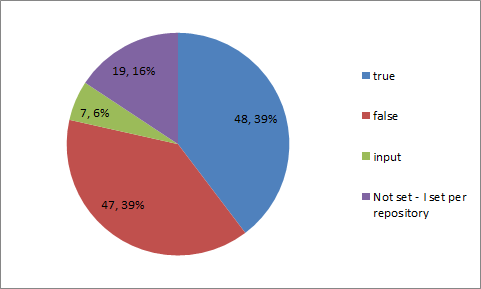 19, 16%
7, 6%
48, 39%
47, 39%
true
false
input
Not set - I set per
repository